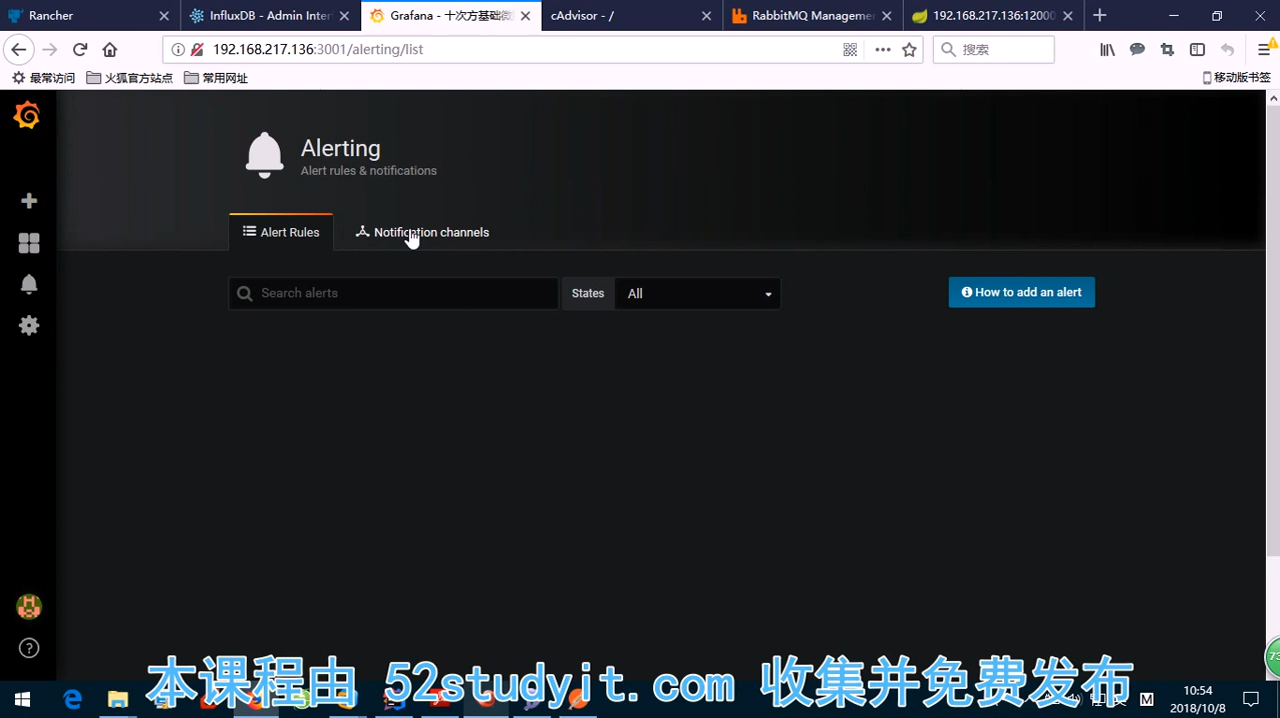 Rancher
InfluxDB - Admin Inter
Grafana - 十次方基础微
cAdvisor - /
RabbitMQ Manageme
192.168.217.136:12000
192.168.217.136:3001/alerting/list
搜索
最常访问
火狐官方站点
常用网址
移动版书签
Alerting
Alert rules & notifications
Alert Rules
Notification channels
Search alerts
States
All
How to add an alert
73
本课程由 52studyit.com 收集并免费发布
M
10:54
2018/10/8